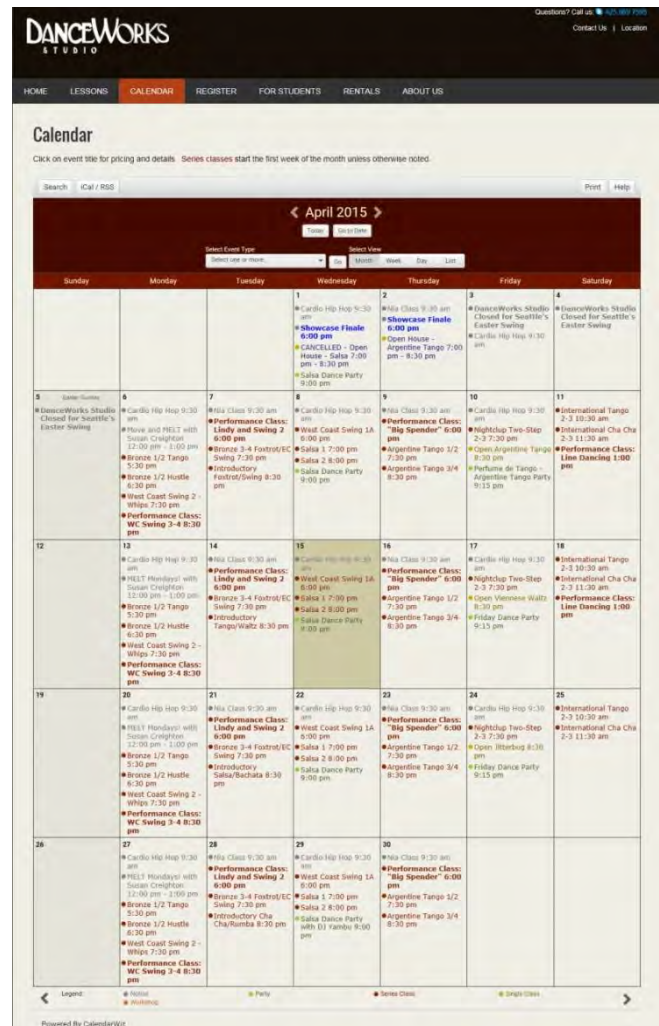 Questions? Call us:
Contact Us | Location
DANCEWORKS
STUDIO
HOME LESSONS CALENDAR REGISTER FOR STUDENTS RENTALS ABOUT US
Calendar
Click on event title for pricing and details. Series classes start the first week of the month unless otherwise noted.
Search iCal / RSS Print Help
April 2015
Today Go to Date
Select Event Type Select View
Select one or more... Go Month Week Day List
Sunday Monday Tuesday Wednesday Thursday Friday Saturday
1
Cardio Hip Hop 9:30
am
Showcase Finale
6:00 pm
CANCELLED - Open
House - Salsa 7:00
pm - 8:30 pm
Salsa Dance Party
9:00 pm
2
Nia Class 9:30 am
Showcase Finale
6:00 pm
Open House -
Argentine Tango 7:00
pm - 8:30 pm
3
DanceWorks Studio
Closed for Seattle's
Easter Swing
Cardio Hip Hop 9:30
am
4
DanceWorks Studio
Closed for Seattle's
Easter Swing
5 Easter Sunday
DanceWorks Studio
Closed for Seattle's
Easter Swing
6
Cardio Hip Hop 9:30
am
Move and MELT with
Susan Creighton
12:00 pm - 1:00 pm
Bronze 1/2 Tango
5:30 pm
Bronze 1/2 Hustle
6:30 pm
West Coast Swing 2 -
Whips 7:30 pm
Performance Class:
WC Swing 3-4 8:30
pm
7
Nia Class 9:30 am
Performance Class:
Lindy and Swing 2
6:00 pm
Bronze 3-4 Foxtrot/EC
Swing 7:30 pm
Introductory
Foxtrot/Swing 8:30
pm
8
Cardio Hip Hop 9:30
am
West Coast Swing 1A
6:00 pm
Salsa 1 7:00 pm
Salsa 2 8:00 pm
Salsa Dance Party
9:00 pm
9
Nia Class 9:30 am
Performance Class:
"Big Spender" 6:00
pm
Argentine Tango 1/2
7:30 pm
Argentine Tango 3/4
8:30 pm
10
Cardio Hip Hop 9:30
am
Nightclup Two-Step
2-3 7:30 pm
Open Argentine Tango
8:30 pm
Perfume de Tango -
Argentine Tango Party
9:15 pm
11
International Tango
2-3 10:30 am
International Cha Cha
2-3 11:30 am
Performance Class:
Line Dancing 1:00
pm
12
13
Cardio Hip Hop 9:30
am
MELT Mondays! with
Susan Creighton
12:00 pm - 1:00 pm
Bronze 1/2 Tango
5:30 pm
Bronze 1/2 Hustle
6:30 pm
West Coast Swing 2 -
Whips 7:30 pm
Performance Class:
WC Swing 3-4 8:30
pm
14
Nia Class 9:30 am
Performance Class:
Lindy and Swing 2
6:00 pm
Bronze 3-4 Foxtrot/EC
Swing 7:30 pm
Introductory
Tango/Waltz 8:30 pm
15
Cardio Hip Hop 9:30
am
West Coast Swing 1A
6:00 pm
Salsa 1 7:00 pm
Salsa 2 8:00 pm
Salsa Dance Party
9:00 pm
16
Nia Class 9:30 am
Performance Class:
"Big Spender" 6:00
pm
Argentine Tango 1/2
7:30 pm
Argentine Tango 3/4
8:30 pm
17
Cardio Hip Hop 9:30
am
Nightclup Two-Step
2-3 7:30 pm
Open Viennese Waltz
8:30 pm
Friday Dance Party
9:15 pm
18
International Tango
2-3 10:30 am
International Cha Cha
2-3 11:30 am
Performance Class:
Line Dancing 1:00
pm
19
20
Cardio Hip Hop 9:30
am
MELT Mondays! with
Susan Creighton
12:00 pm - 1:00 pm
Bronze 1/2 Tango
5:30 pm
Bronze 1/2 Hustle
6:30 pm
West Coast Swing 2 -
Whips 7:30 pm
Performance Class:
WC Swing 3-4 8:30
pm
21
Nia Class 9:30 am
Performance Class:
Lindy and Swing 2
6:00 pm
Bronze 3-4 Foxtrot/EC
Swing 7:30 pm
Introductory
Salsa/Bachata 8:30
pm
22
Cardio Hip Hop 9:30
am
West Coast Swing 1A
6:00 pm
Salsa 1 7:00 pm
Salsa 2 8:00 pm
Salsa Dance Party
9:00 pm
23
Nia Class 9:30 am
Performance Class:
"Big Spender" 6:00
pm
Argentine Tango 1/2
7:30 pm
Argentine Tango 3/4
8:30 pm
24
Cardio Hip Hop 9:30
am
Nightclup Two-Step
2-3 7:30 pm
Open Jitterbug 8:30
pm
Friday Dance Party
9:15 pm
25
International Tango
2-3 10:30 am
International Cha Cha
2-3 11:30 am
26
27
Cardio Hip Hop 9:30
am
MELT Mondays! with
Susan Creighton
12:00 pm - 1:00 pm
Bronze 1/2 Tango
5:30 pm
Bronze 1/2 Hustle
6:30 pm
West Coast Swing 2 -
Whips 7:30 pm
Performance Class:
WC Swing 3-4 8:30
pm
28
Nia Class 9:30 am
Performance Class:
Lindy and Swing 2
6:00 pm
Bronze 3-4 Foxtrot/EC
Swing 7:30 pm
Introductory Cha
Cha/Rumba 8:30 pm
29
Cardio Hip Hop 9:30
am
West Coast Swing 1A
6:00 pm
Salsa 1 7:00 pm
Salsa 2 8:00 pm
Salsa Dance Party
with DJ Yambu 9:00
pm
30
Nia Class 9:30 am
Performance Class:
"Big Spender" 6:00
pm
Argentine Tango 1/2
7:30 pm
Argentine Tango 3/4
8:30 pm
Legend: Party Series Class Single Class
Workshop
Powered By CalendarWiz